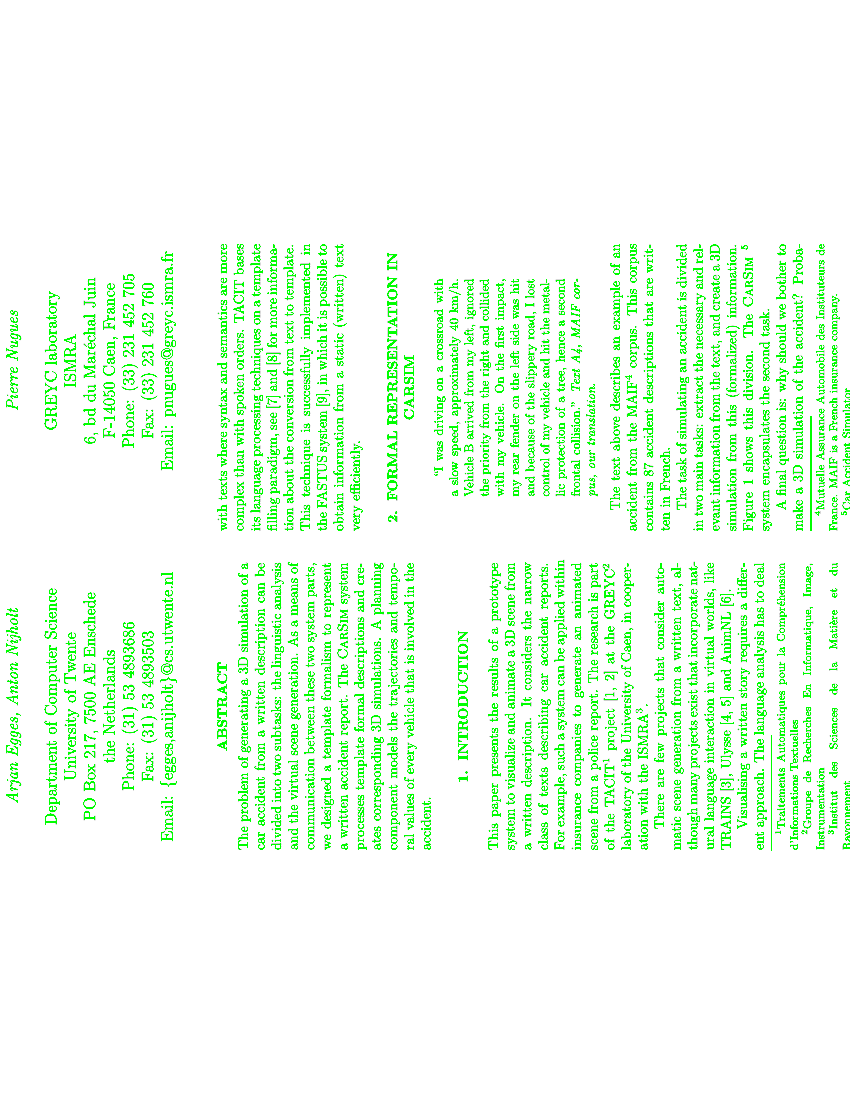 Arjan Egges, Anton Nijholt
Department of Computer Science
University of Twente
PO Box 217, 7500 AE Enschede
the Netherlands
Phone: (31) 53 4893686
Fax: (31) 53 4893503
Email: {egges,anijholt}@cs.utwente.nl
Pierre Nugues
GREYC laboratory
ISMRA
6, bd du Maréchal Juin
F-14050 Caen, France
Phone: (33) 231 452 705
Fax: (33) 231 452 760
Email: pnugues@greyc.ismra.fr
ABSTRACT
The problem of generating a 3D simulation of a
car accident from a written description can be
divided into two subtasks: the linguistic analysis
and the virtual scene generation. As a means of
communication between these two system parts,
we designed a template formalism to represent
a written accident report. The CARSIM system
processes template formal descriptions and cre-
ates corresponding 3D simulations. A planning
component models the trajectories and tempo-
ral values of every vehicle that is involved in the
accident.
1. INTRODUCTION
This paper presents the results of a prototype
system to visualize and animate a 3D scene from
a written description. It considers the narrow
class of texts describing car accident reports.
For example, such a system can be applied within
insurance companies to generate an animated
scene from a police report. The research is part
of the TACIT¹ project [1, 2] at the GREYC²
laboratory of the University of Caen, in cooper-
ation with the ISMRA³.
There are few projects that consider auto-
matic scene generation from a written text, al-
though many projects exist that incorporate nat-
ural language interaction in virtual worlds, like
TRAINS [3], Ulysse [4, 5] and AnimNL [6].
Visualising a written story requires a differ-
ent approach. The language analysis has to deal
¹Traitements Automatiques pour la Compréhension
d'Informations Textuelles
²Groupe de Recherches En Informatique, Image,
Instrumentation
³Institut des Sciences de la Matière et du
Rayonnement
with texts where syntax and semantics are more
complex than with spoken orders. TACIT bases
its language processing techniques on a template
filling paradigm, see [7] and [8] for more informa-
tion about the conversion from text to template.
This technique is successfully implemented in
the FASTUS system [9], in which it is possible to
obtain information from a static (written) text
very efficiently.
2. FORMAL REPRESENTATION IN
CARSIM
“I was driving on a crossroad with
a slow speed, approximately 40 km/h.
Vehicle B arrived from my left, ignored
the priority from the right and collided
with my vehicle. On the first impact,
my rear fender on the left side was hit
and because of the slippery road, I lost
control of my vehicle and hit the metal-
lic protection of a tree, hence a second
frontal collision.” Text A4, MAIF cor-
pus, our translation.
The text above describes an example of an
accident from the MAIF⁴ corpus. This corpus
contains 87 accident descriptions that are writ-
ten in French.
The task of simulating an accident is divided
in two main tasks: extract the necessary and rel-
evant information from the text, and create a 3D
simulation from this (formalized) information.
Figure 1 shows this division. The CARSIM ⁵
system encapsulates the second task.
A final question is: why should we bother to
make a 3D simulation of the accident? Proba-
⁴Mutuelle Assurance Automobile des Instituteurs de
France. MAIF is a French insurance company.
⁵Car Accident Simulator